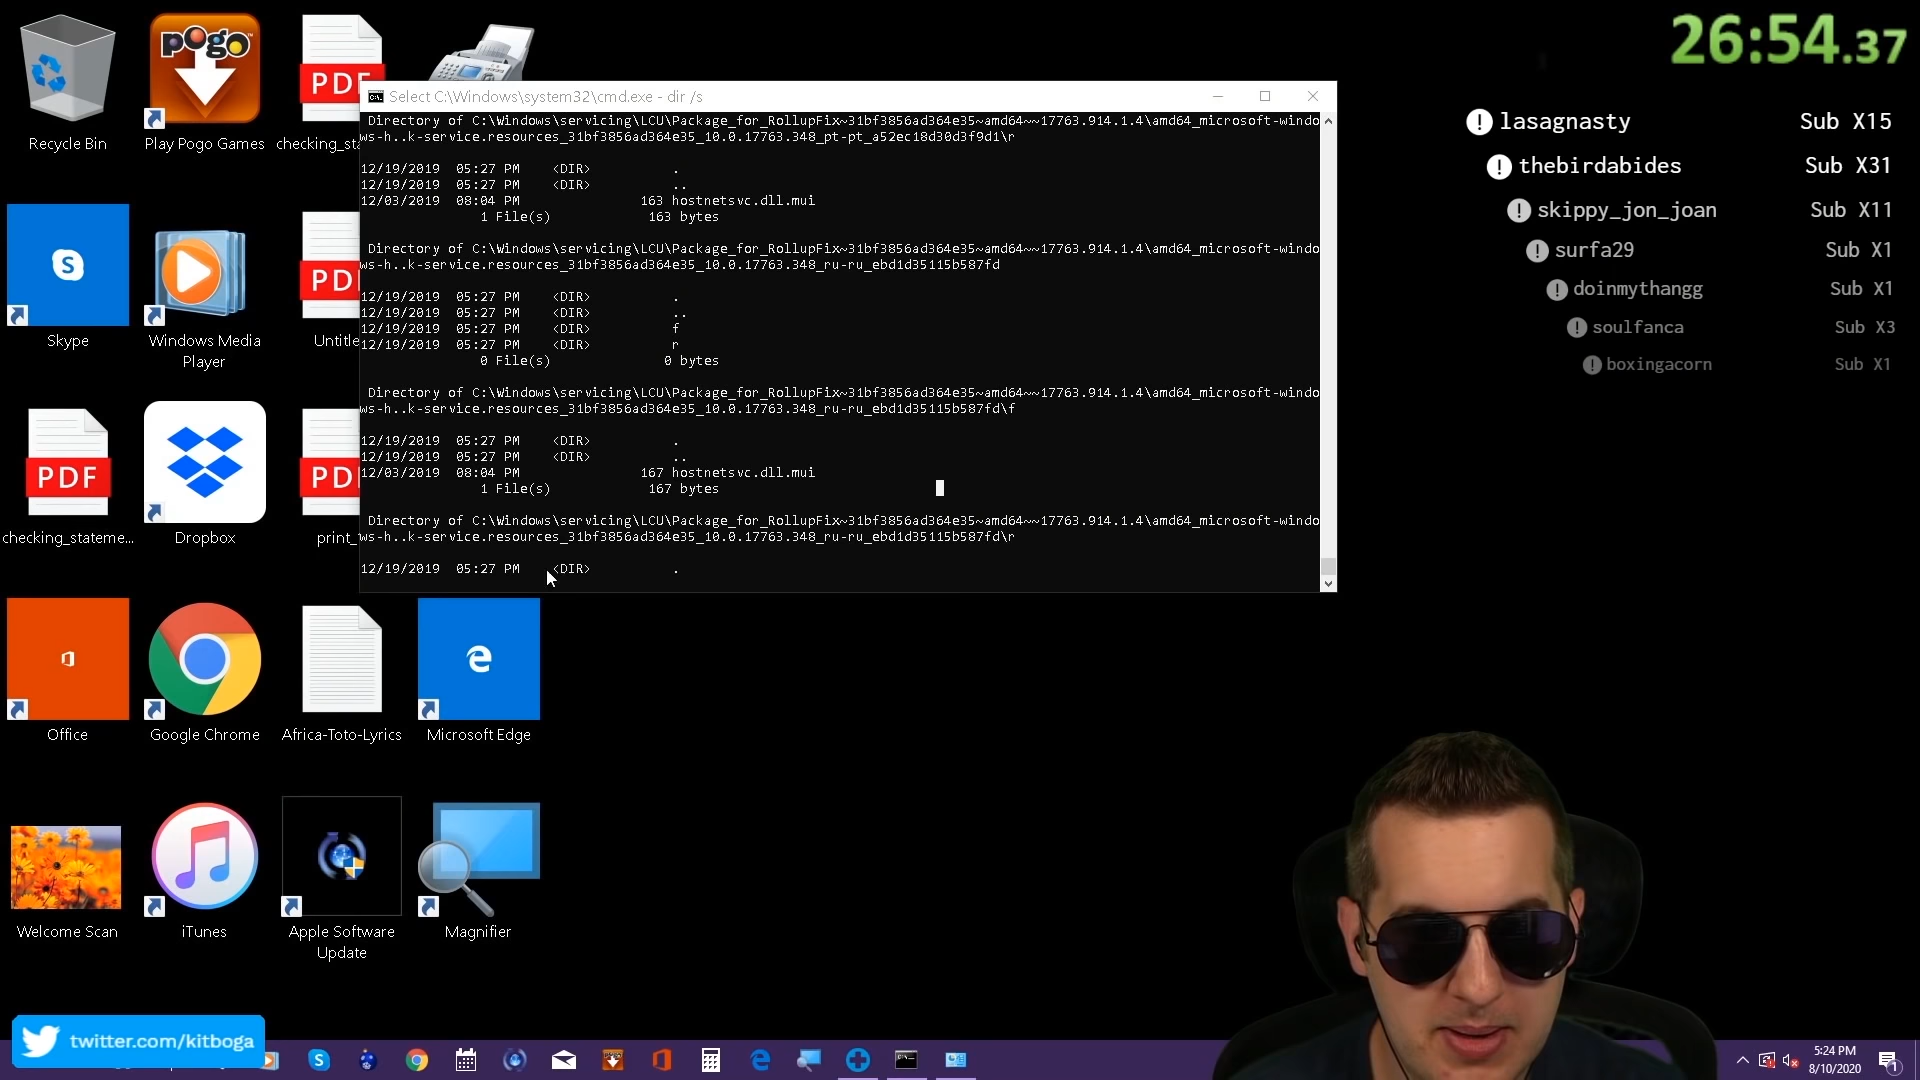 26:54.37
lasagnasty Sub X15
thebirdabides Sub X31
skippy_jon_joan Sub X11
surfa29 Sub X1
doinmythangg Sub X1
soulfanca Sub X3
boxingacorn Sub X1
pogo
PDF
Recycle Bin
Play Pogo Games
checking_sta
Select C:\Windows\system32\cmd.exe - dir /s
Directory of C:\Windows\servicing\LCU\Package_for_RollupFix~31bf3856ad364e35~amd64~~17763.914.1.4\amd64_microsoft-windo
ws-h..k-service.resources_31bf3856ad364e35_10.0.17763.348_pt-pt_a52ec18d30d3f9d1\r
12/19/2019 05:27 PM <DIR> .
12/19/2019 05:27 PM <DIR> ..
12/03/2019 08:04 PM 163 hostnetsvc.dll.mui
1 File(s) 163 bytes
Directory of C:\Windows\servicing\LCU\Package_for_RollupFix~31bf3856ad364e35~amd64~~17763.914.1.4\amd64_microsoft-windo
ws-h..k-service.resources_31bf3856ad364e35_10.0.17763.348_ru-ru_ebd1d35115b587fd
12/19/2019 05:27 PM <DIR> .
12/19/2019 05:27 PM <DIR> ..
12/19/2019 05:27 PM <DIR> f
12/19/2019 05:27 PM <DIR> r
0 File(s) 0 bytes
Directory of C:\Windows\servicing\LCU\Package_for_RollupFix~31bf3856ad364e35~amd64~~17763.914.1.4\amd64_microsoft-windo
ws-h..k-service.resources_31bf3856ad364e35_10.0.17763.348_ru-ru_ebd1d35115b587fd\f
12/19/2019 05:27 PM <DIR> .
12/19/2019 05:27 PM <DIR> ..
12/03/2019 08:04 PM 167 hostnetsvc.dll.mui
1 File(s) 167 bytes
Directory of C:\Windows\servicing\LCU\Package_for_RollupFix~31bf3856ad364e35~amd64~~17763.914.1.4\amd64_microsoft-windo
ws-h..k-service.resources_31bf3856ad364e35_10.0.17763.348_ru-ru_ebd1d35115b587fd\r
12/19/2019 05:27 PM <DIR> .
PDF
Skype
Windows Media
Player
Untitle
PDF
PDF
checking_stateme...
Dropbox
print_
Office
Google Chrome
Africa-Toto-Lyrics
Microsoft Edge
Welcome Scan
iTunes
Apple Software
Update
Magnifier
twitter.com/kitboga
5:24 PM
8/10/2020
1